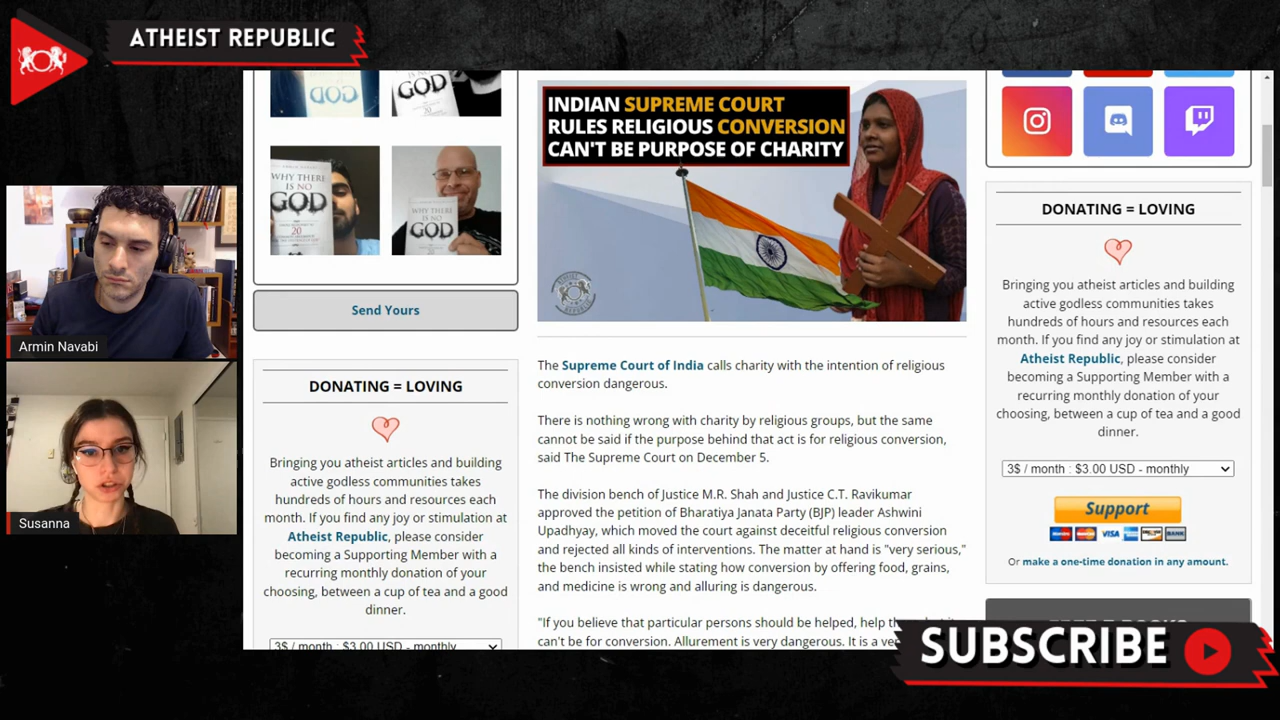 ATHEIST REPUBLIC
GOD
GOD
WHY THERE
IS NO
GOD
20
WHY THERE
IS NO
GOD
Send Yours
DONATING = LOVING
Bringing you atheist articles and building
active godless communities takes
hundreds of hours and resources each
month. If you find any joy or stimulation at
Atheist Republic, please consider
becoming a Supporting Member with a
recurring monthly donation of your
choosing, between a cup of tea and a good
dinner.
3$ / month : $3.00 USD - monthly
INDIAN SUPREME COURT
RULES RELIGIOUS CONVERSION
CAN'T BE PURPOSE OF CHARITY
The Supreme Court of India calls charity with the intention of religious
conversion dangerous.
There is nothing wrong with charity by religious groups, but the same
cannot be said if the purpose behind that act is for religious conversion,
said The Supreme Court on December 5.
The division bench of Justice M.R. Shah and Justice C.T. Ravikumar
approved the petition of Bharatiya Janata Party (BJP) leader Ashwini
Upadhyay, which moved the court against deceitful religious conversion
and rejected all kinds of interventions. The matter at hand is "very serious,"
the bench insisted while stating how conversion by offering food, grains,
and medicine is wrong and alluring is dangerous.
"If you believe that particular persons should be helped, help
can't be for conversion. Allurement is very dangerous. It is a
DONATING = LOVING
Bringing you atheist articles and building
active godless communities takes
hundreds of hours and resources each
month. If you find any joy or stimulation at
Atheist Republic, please consider
becoming a Supporting Member with a
recurring monthly donation of your
choosing, between a cup of tea and a good
dinner.
3$ / month : $3.00 USD - monthly
Support
VISA
BANK
Or make a one-time donation in any amount.
Armin Navabi
Susanna
SUBSCRIBE